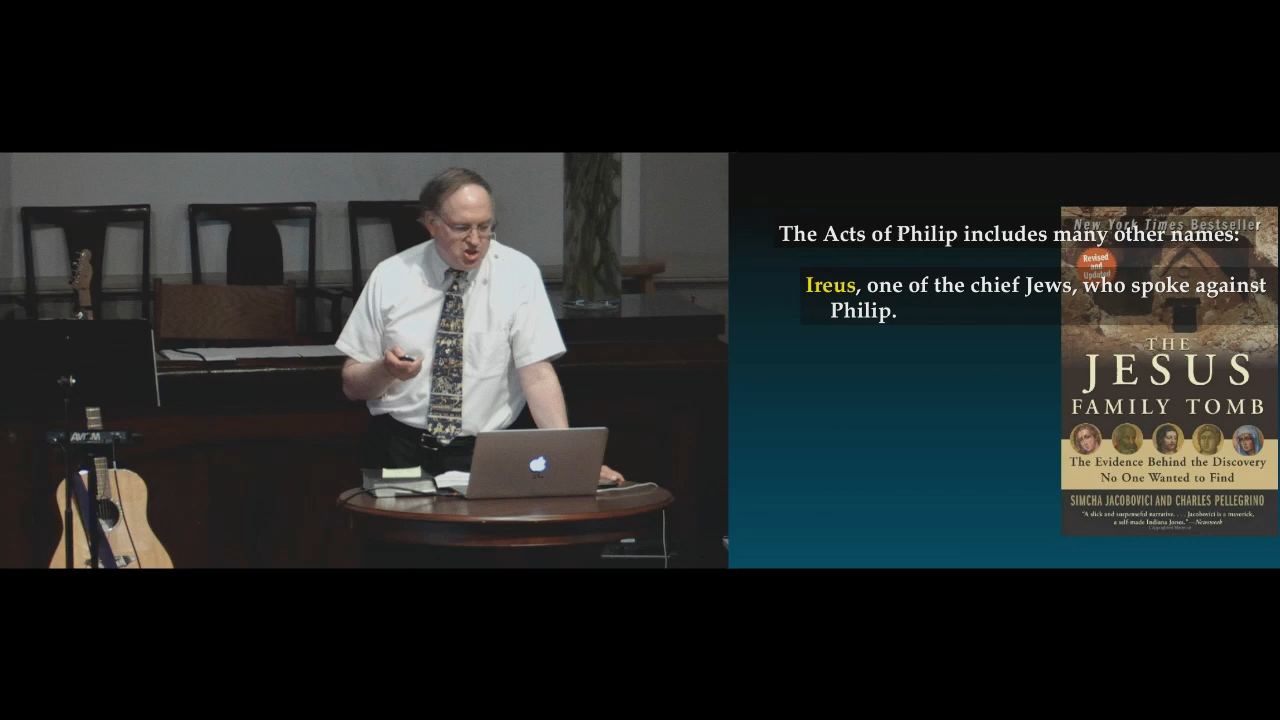 The Acts of Philip includes many other names:
Ireus, one of the chief Jews, who spoke against
Philip.
New York Times Bestseller
Revised
and
Updated
THE
JESUS
FAMILY TOMB
The Evidence Behind the Discovery
No One Wanted to Find
SIMCHA JACOBOVICI AND CHARLES PELLEGRINO
"A slick and suspenseful narrative. . . . Jacobovici is a maverick,
a self-made Indiana Jones."—Newsweek